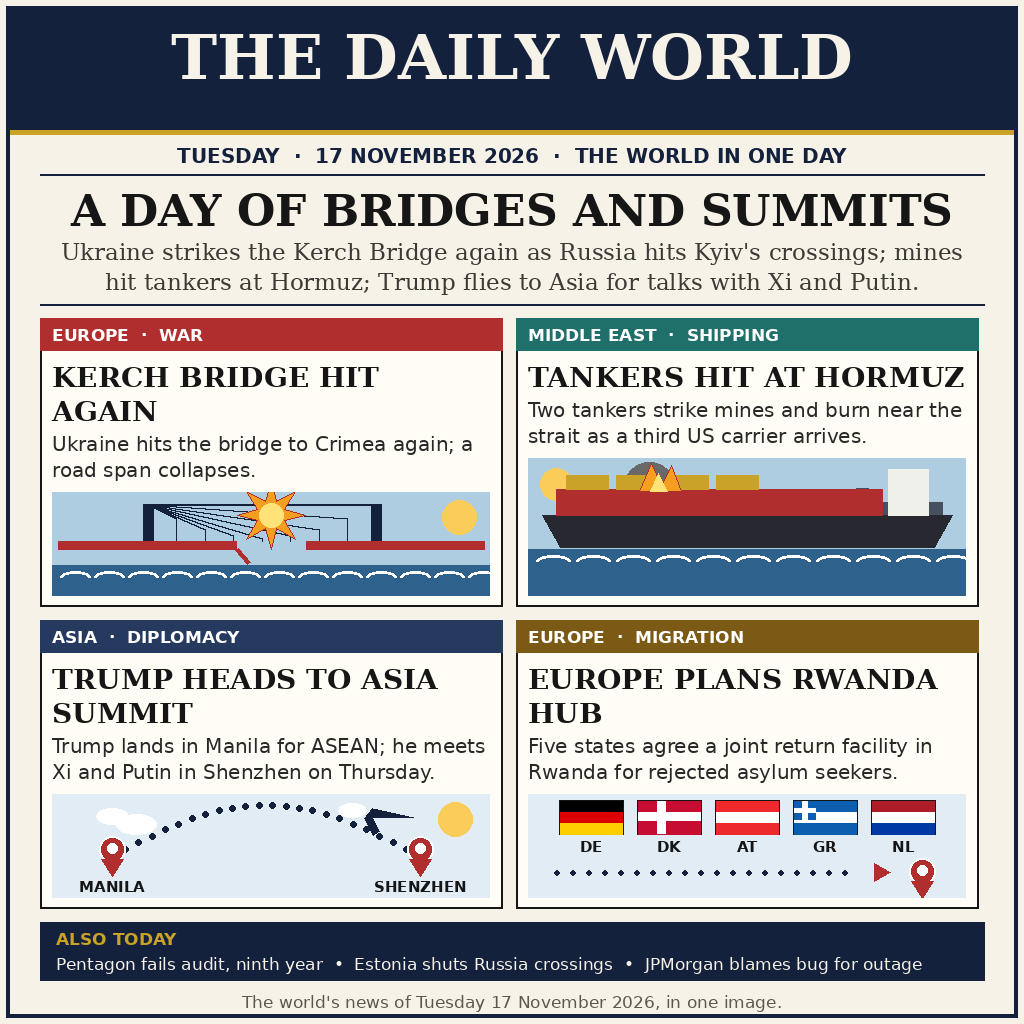 THE DAILY WORLD
TUESDAY · 17 NOVEMBER 2026 · THE WORLD IN ONE DAY
A DAY OF BRIDGES AND SUMMITS
Ukraine strikes the Kerch Bridge again as Russia hits Kyiv's crossings; mines
hit tankers at Hormuz; Trump flies to Asia for talks with Xi and Putin.
EUROPE · WAR
KERCH BRIDGE HIT
AGAIN
Ukraine hits the bridge to Crimea again; a
road span collapses.
MIDDLE EAST · SHIPPING
TANKERS HIT AT HORMUZ
Two tankers strike mines and burn near the
strait as a third US carrier arrives.
ASIA · DIPLOMACY
TRUMP HEADS TO ASIA
SUMMIT
Trump lands in Manila for ASEAN; he meets
Xi and Putin in Shenzhen on Thursday.
MANILA
SHENZHEN
EUROPE · MIGRATION
EUROPE PLANS RWANDA
HUB
Five states agree a joint return facility in
Rwanda for rejected asylum seekers.
DE DK AT GR NL
ALSO TODAY
Pentagon fails audit, ninth year • Estonia shuts Russia crossings • JPMorgan blames bug for outage
The world's news of Tuesday 17 November 2026, in one image.